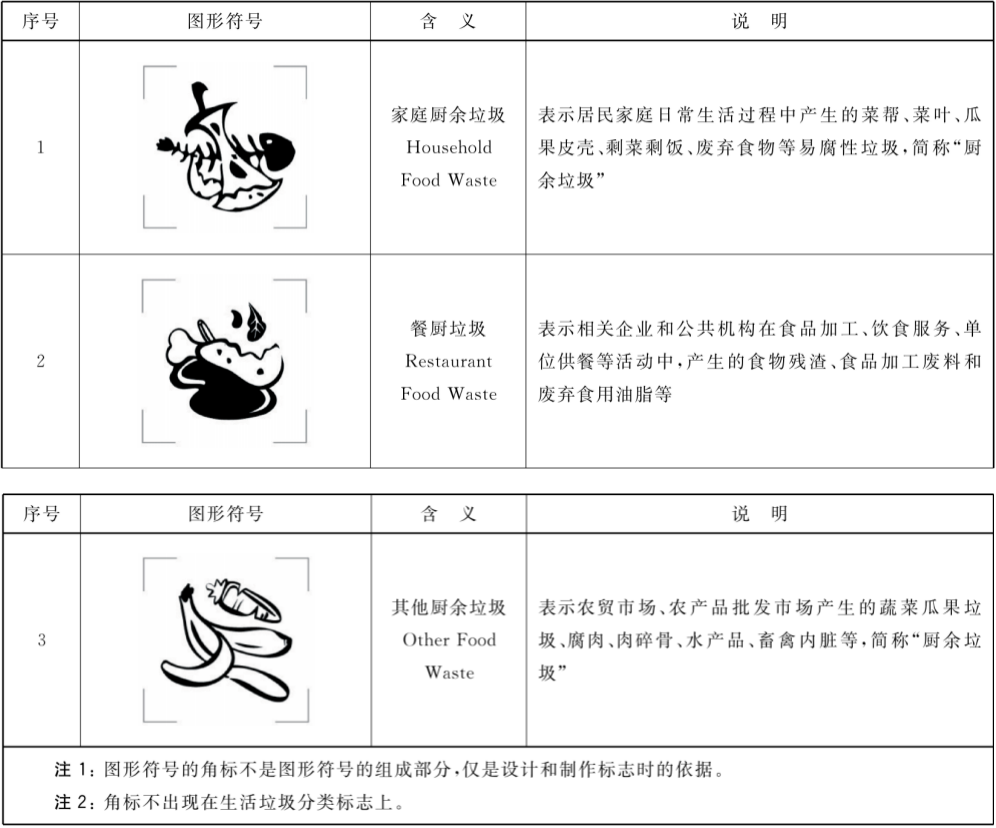 序号 图形符号 含 义 说 明
1 家庭厨余垃圾 表示居民家庭日常生活过程中产生的菜帮、菜叶、瓜
Household 果皮壳、剩菜剩饭、废弃食物等易腐性垃圾,简称“厨
Food Waste 余垃圾”
2 餐厨垃圾 表示相关企业和公共机构在食品加工、饮食服务、单
Restaurant 位供餐等活动中,产生的食物残渣、食品加工废料和
Food Waste 废弃食用油脂等
序号 图形符号 含 义 说 明
3 其他厨余垃圾 表示农贸市场、农产品批发市场产生的蔬菜瓜果垃
Other Food 圾、腐肉、肉碎骨、水产品、畜禽内脏等,简称“厨余垃
Waste 圾”
注 1: 图形符号的角标不是图形符号的组成部分,仅是设计和制作标志时的依据。
注 2: 角标不出现在生活垃圾分类标志上。